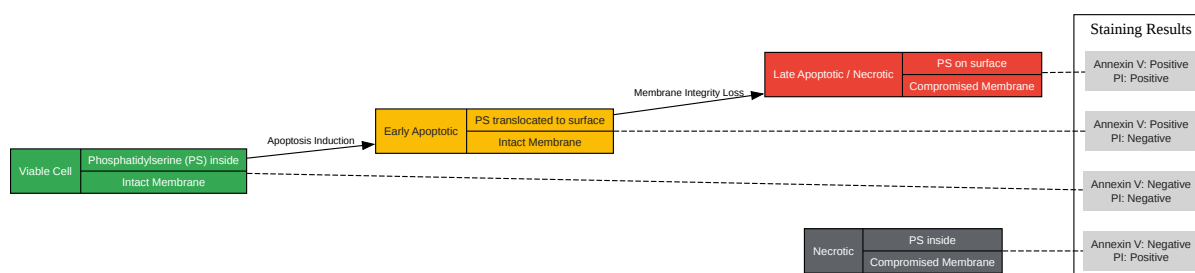 Staining Results
Late Apoptotic / Necrotic
PS on surface
Compromised Membrane
Annexin V: Positive
PI: Positive
Membrane Integrity Loss
Early Apoptotic
PS translocated to surface
Intact Membrane
Annexin V: Positive
PI: Negative
Apoptosis Induction
Viable Cell
Phosphatidylserine (PS) inside
Intact Membrane
Annexin V: Negative
PI: Negative
Necrotic
PS inside
Compromised Membrane
Annexin V: Negative
PI: Positive